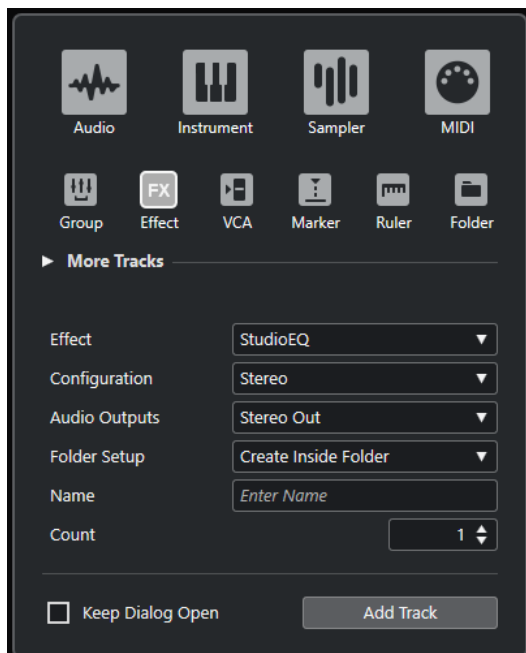 Audio Instrument Sampler MIDI
FX
Group Effect VCA Marker Ruler Folder
More Tracks
Effect StudioEQ
Configuration Stereo
Audio Outputs Stereo Out
Folder Setup Create Inside Folder
Name Enter Name
Count 1
Keep Dialog Open Add Track